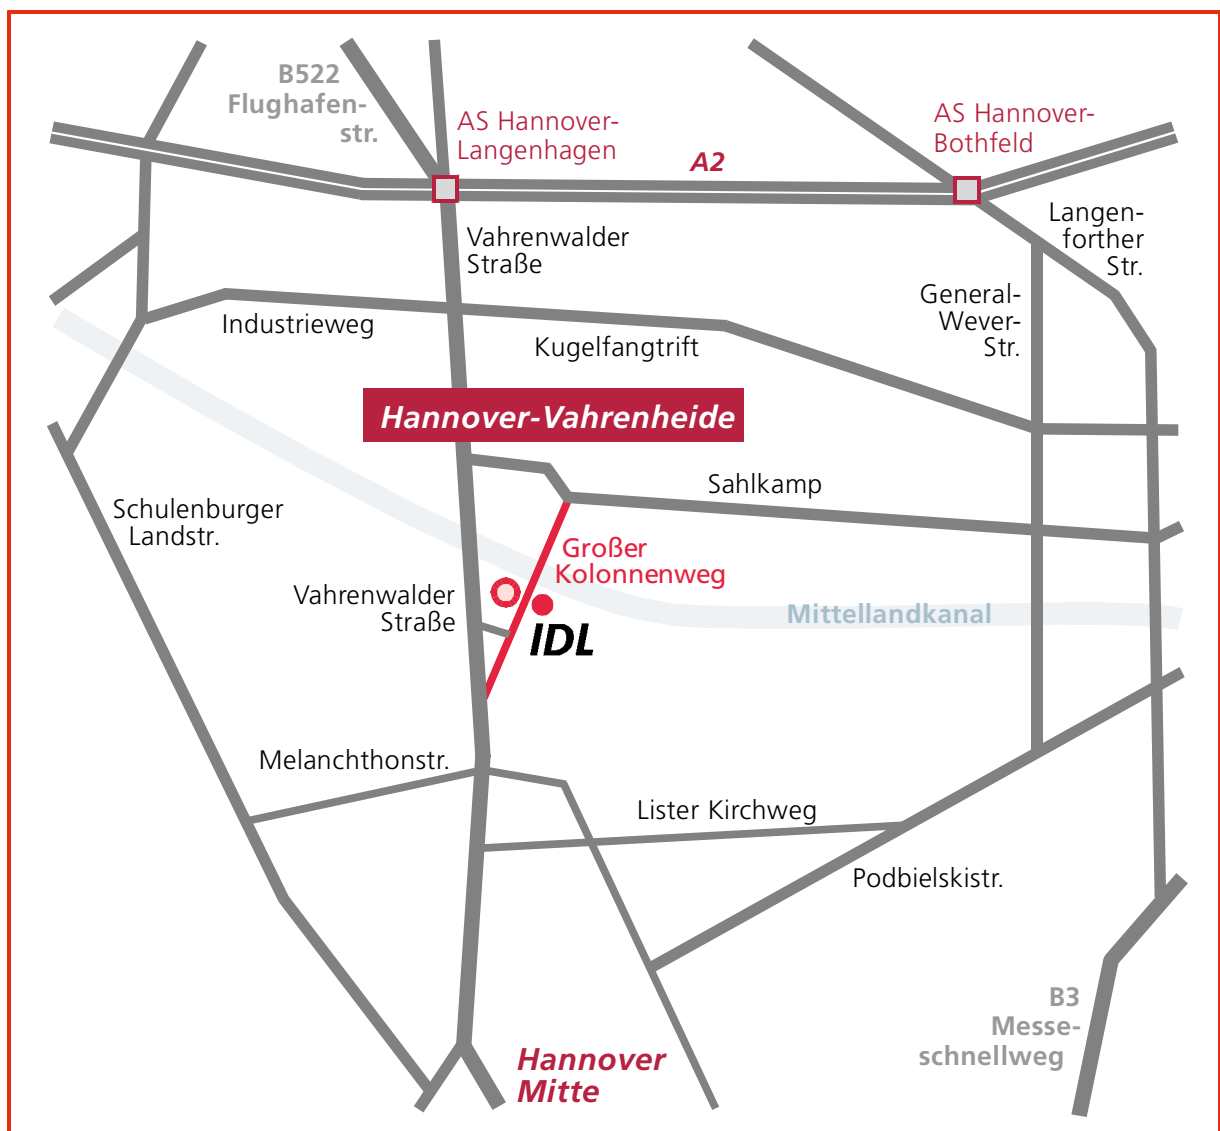 B522
Flughafen-
str.
AS Hannover-
Langenhagen
A2
AS Hannover-
Bothfeld
Vahrenwalder
Straße
Langen-
forther
Str.
General-
Wever-
Str.
Industrieweg
Kugelfangtrift
Hannover-Vahrenheide
Sahlkamp
Schulenburger
Landstr.
Großer
Kolonnenweg
Vahrenwalder
Straße
IDL
Mittellandkanal
Melanchthonstr.
Lister Kirchweg
Podbielskistr.
B3
Messe-
schnellweg
Hannover
Mitte